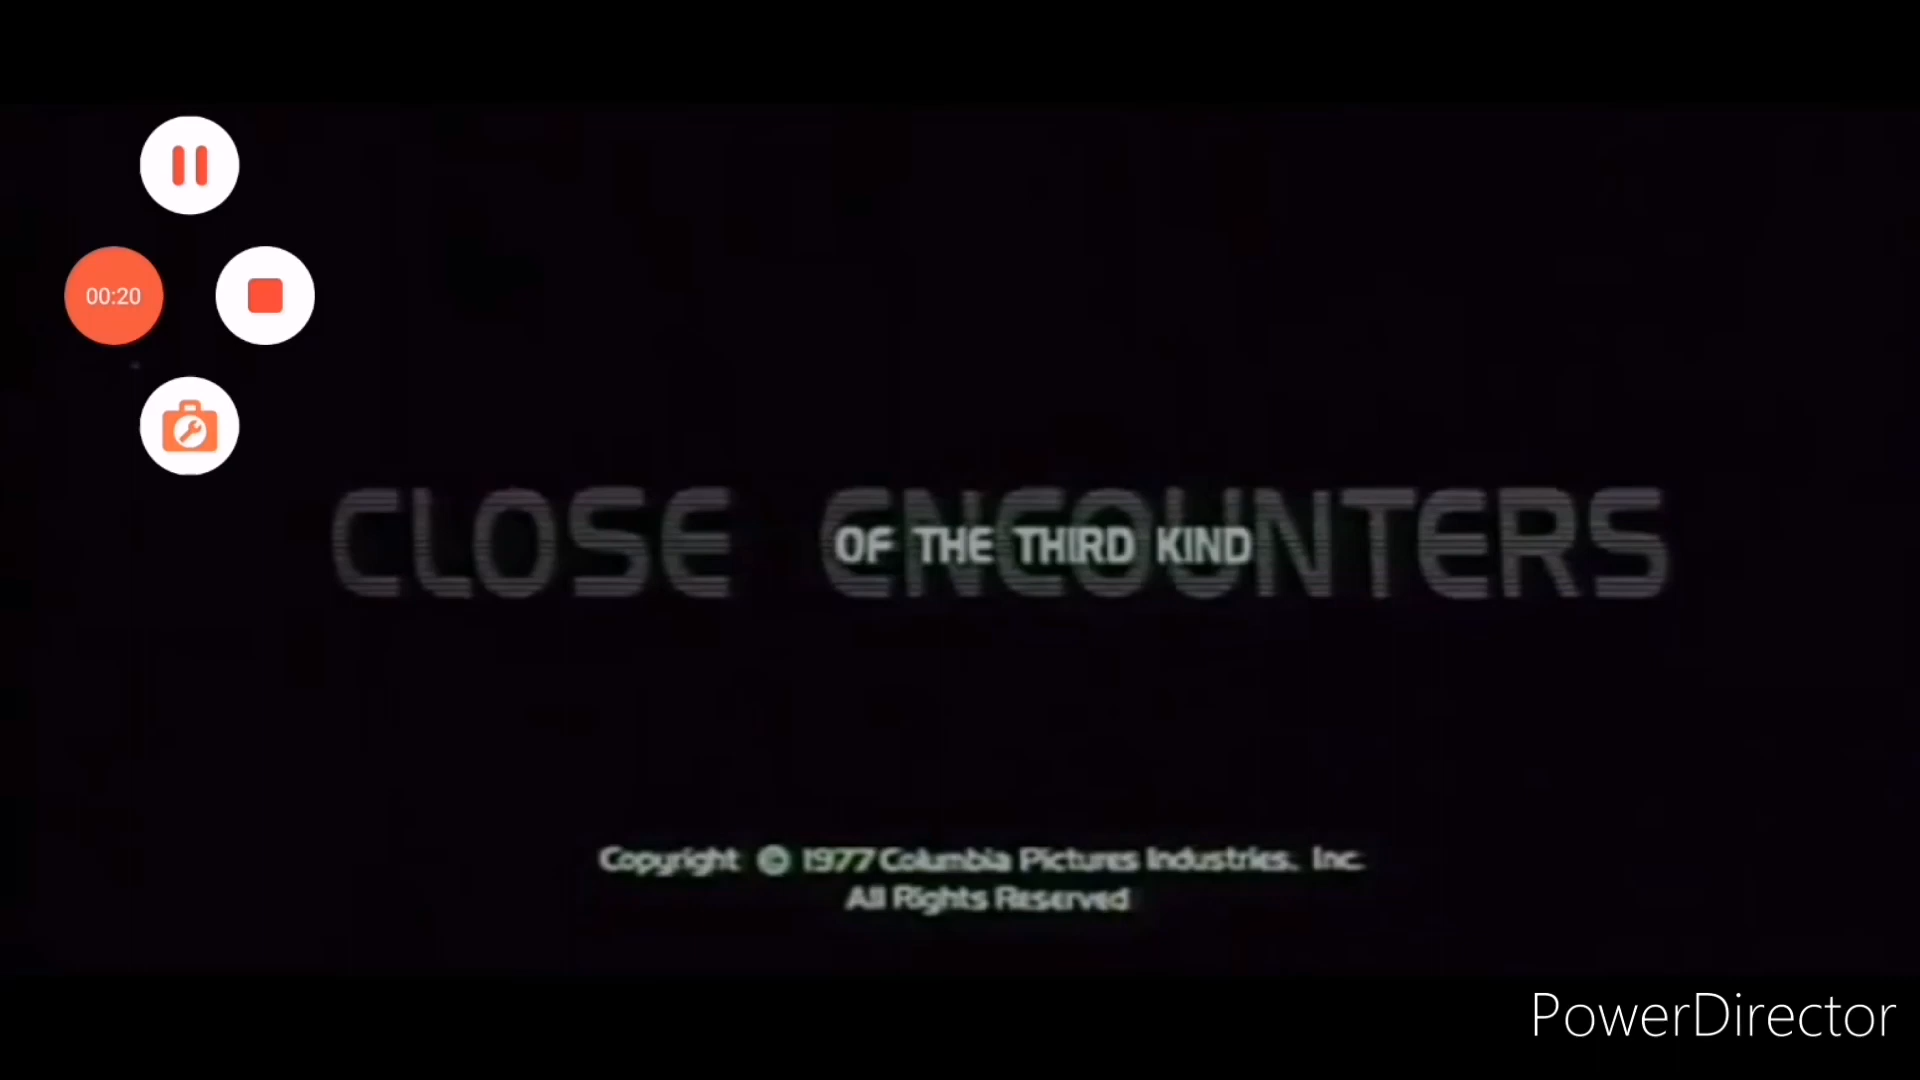 00:20
CLOSE ENCOUNTERS
OF THE THIRD KIND
Copyright © 1977 Columbia Pictures Industries. Inc.
All Rights Reserved
PowerDirector